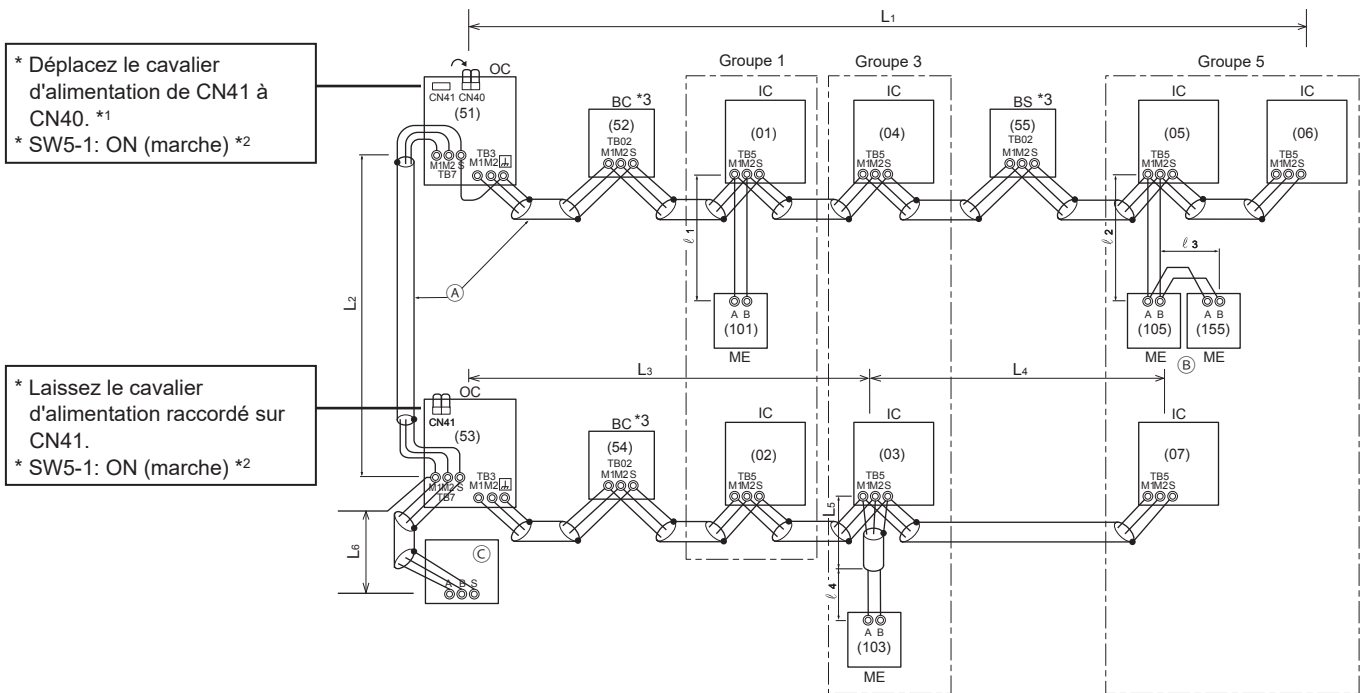 L1
* Déplacez le cavalier
d'alimentation de CN41 à
CN40. *1
* SW5-1: ON (marche) *2
OC
CN41 CN40
(51)
TB3
M1M2
M1M2 S
TB7
BC *3
(52)
TB02
M1M2S
Groupe 1
IC
(01)
TB5
M1M2S
Groupe 3
IC
(04)
TB5
M1M2S
BS *3
(55)
TB02
M1M2S
Groupe 5
IC
(05)
TB5
M1M2S
IC
(06)
TB5
M1M2S
L2
A
ℓ 1
A B
(101)
ME
ℓ 2
ℓ 3
A B
(105)
ME
A B
(155)
ME
B
L3
L4
* Laissez le cavalier
d'alimentation raccordé sur
CN41.
* SW5-1: ON (marche) *2
OC
CN41
(53)
TB3
M1M2
M1M2 S
TB7
BC *3
(54)
TB02
M1M2S
IC
(02)
TB5
M1M2S
IC
(03)
TB5
M1M2S
IC
(07)
TB5
M1M2S
L5
L6
C
A B S
ℓ 4
A B
(103)
ME